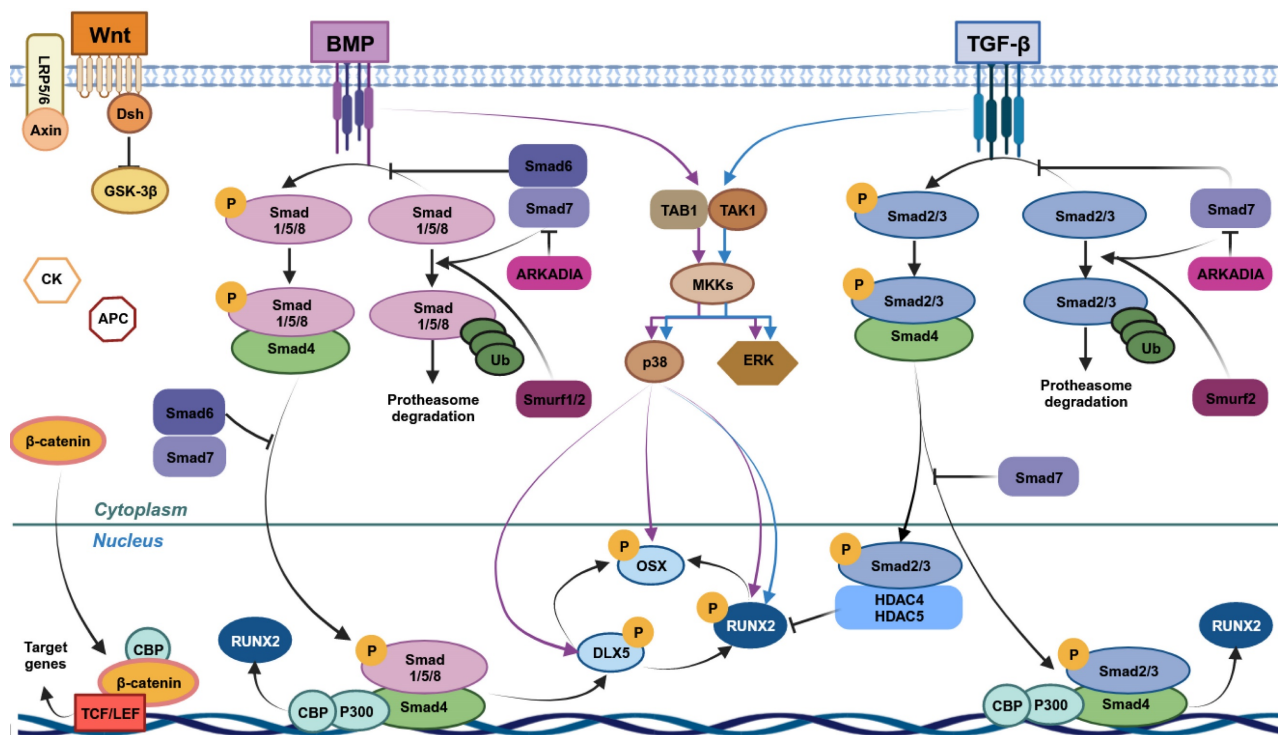 Wnt
BMP
TGF-β
LRP5/6
Axin
Dsh
GSK-3β
CK
APC
β-catenin
Smad6
Smad7
ARKADIA
P
Smad
1/5/8
Smad
1/5/8
P
Smad
1/5/8
Smad4
Smad
1/5/8
Ub
Protheasome
degradation
Smurf1/2
Smad6
Smad7
TAB1
TAK1
MKKs
p38
ERK
P
Smad2/3
Smad2/3
Smad7
ARKADIA
P
Smad2/3
Smad4
Smad2/3
Ub
Protheasome
degradation
Smurf2
Smad7
Cytoplasm
Nucleus
P
OSX
P
DLX5
P
RUNX2
P
Smad2/3
HDAC4
HDAC5
Target
genes
CBP
β-catenin
TCF/LEF
RUNX2
P
Smad
1/5/8
CBP
P300
Smad4
RUNX2
P
Smad2/3
CBP
P300
Smad4